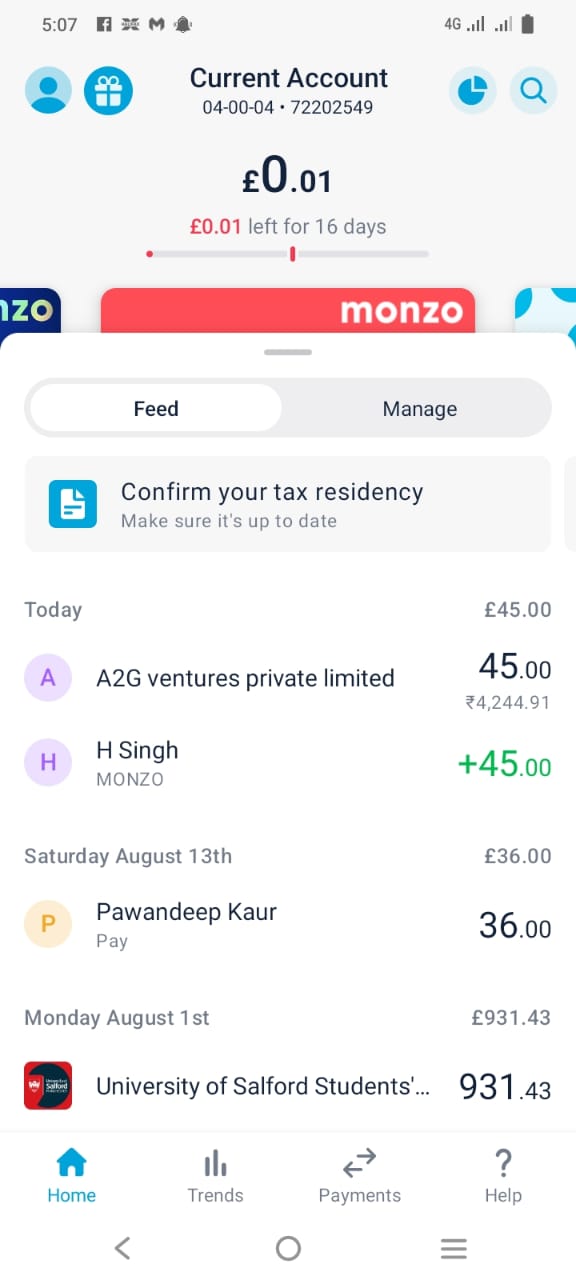 5:07
4G
Current Account
04-00-04 • 72202549
£0.01
£0.01 left for 16 days
nzo
monzo
Feed
Manage
Confirm your tax residency
Make sure it's up to date
Today £45.00
A A2G ventures private limited 45.00
₹4,244.91
H H Singh +45.00
MONZO
Saturday August 13th £36.00
P Pawandeep Kaur 36.00
Pay
Monday August 1st £931.43
University of Salford Students'... 931.43
Home Trends Payments Help